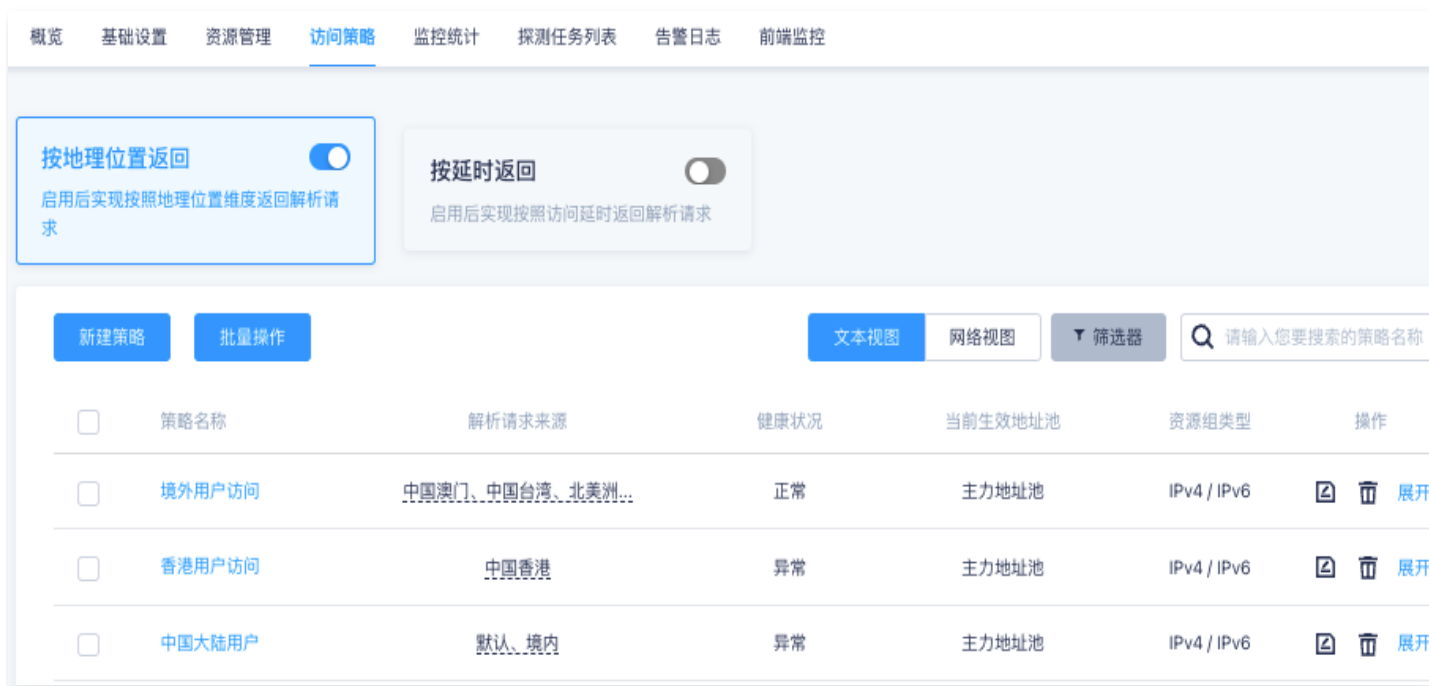 概览 基础设置 资源管理 访问策略 监控统计 探测任务列表 告警日志 前端监控
按地理位置返回
启用后实现按照地理位置维度返回解析请
求
按延时返回
启用后实现按照访问延时返回解析请求
新建策略 批量操作 文本视图 网络视图 筛选器 请输入您要搜索的策略名称
策略名称 解析请求来源 健康状况 当前生效地址池 资源组类型 操作
境外用户访问 中国澳门、中国台湾、北美洲... 正常 主力地址池 IPv4 / IPv6 展开
香港用户访问 中国香港 异常 主力地址池 IPv4 / IPv6 展开
中国大陆用户 默认、境内 异常 主力地址池 IPv4 / IPv6 展开